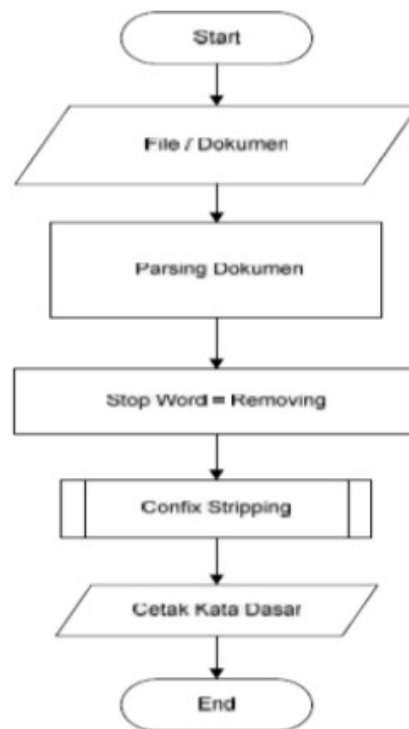 Start
File / Dokumen
Parsing Dokumen
Stop Word = Removing
Confix Stripping
Cetak Kata Dasar
End